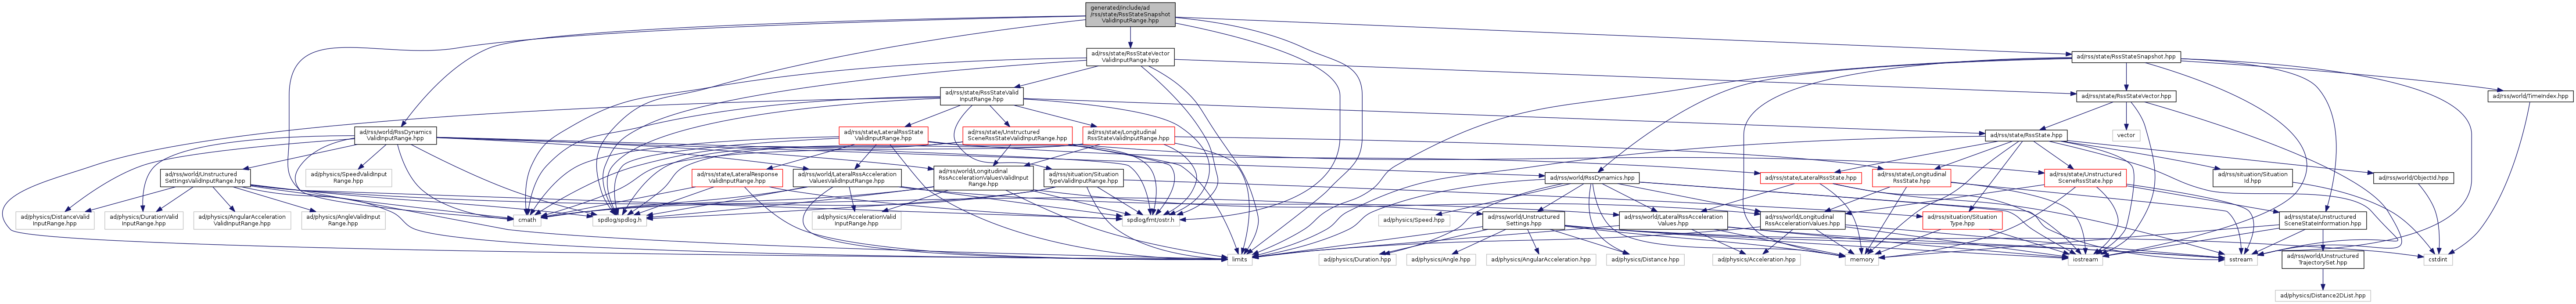 generated/include/ad
/rss/state/RssStateSnapshot
ValidInputRange.hpp
ad/rss/state/RssStateVector
ValidInputRange.hpp
ad/rss/state/RssStateSnapshot.hpp
ad/rss/state/RssStateValid
InputRange.hpp
ad/rss/state/RssStateVector.hpp
ad/rss/world/TimeIndex.hpp
ad/rss/world/RssDynamics
ValidInputRange.hpp
ad/rss/state/LateralRssState
ValidInputRange.hpp
ad/rss/state/Unstructured
SceneRssStateValidInputRange.hpp
ad/rss/state/Longitudinal
RssStateValidInputRange.hpp
vector
ad/rss/state/RssState.hpp
ad/physics/SpeedValidInput
Range.hpp
ad/rss/world/Unstructured
SettingsValidInputRange.hpp
ad/rss/state/LateralResponse
ValidInputRange.hpp
ad/rss/world/LateralRssAcceleration
ValuesValidInputRange.hpp
ad/rss/world/Longitudinal
RssAccelerationValuesValidInput
Range.hpp
ad/rss/situation/Situation
TypeValidInputRange.hpp
ad/rss/world/RssDynamics.hpp
ad/rss/state/LateralRssState.hpp
ad/rss/state/Longitudinal
RssState.hpp
ad/rss/state/Unstructured
SceneRssState.hpp
ad/rss/situation/Situation
Id.hpp
ad/rss/world/ObjectId.hpp
ad/physics/DistanceValid
InputRange.hpp
ad/physics/DurationValid
InputRange.hpp
ad/physics/AngularAcceleration
ValidInputRange.hpp
ad/physics/AngleValidInput
Range.hpp
cmath
spdlog/spdlog.h
ad/physics/AccelerationValid
InputRange.hpp
spdlog/fmt/ostr.h
ad/physics/Speed.hpp
ad/rss/world/Unstructured
Settings.hpp
ad/rss/world/LateralRssAcceleration
Values.hpp
ad/rss/world/Longitudinal
RssAccelerationValues.hpp
ad/rss/situation/Situation
Type.hpp
ad/rss/state/Unstructured
SceneStateInformation.hpp
limits
ad/physics/Duration.hpp
ad/physics/Angle.hpp
ad/physics/AngularAcceleration.hpp
ad/physics/Distance.hpp
ad/physics/Acceleration.hpp
memory
iostream
sstream
ad/rss/world/Unstructured
TrajectorySet.hpp
cstdint
ad/physics/Distance2DList.hpp